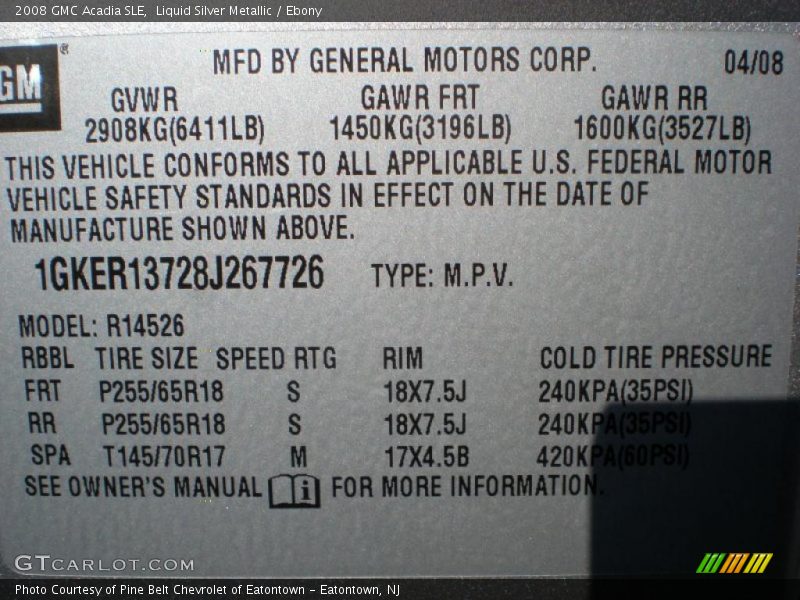 2008 GMC Acadia SLE, Liquid Silver Metallic / Ebony
GM ®
MFD BY GENERAL MOTORS CORP. 04/08
GVWR GAWR FRT GAWR RR
2908KG(6411LB) 1450KG(3196LB) 1600KG(3527LB)
THIS VEHICLE CONFORMS TO ALL APPLICABLE U.S. FEDERAL MOTOR
VEHICLE SAFETY STANDARDS IN EFFECT ON THE DATE OF
MANUFACTURE SHOWN ABOVE.
1GKER13728J267726 TYPE: M.P.V.
MODEL: R14526
RBBL TIRE SIZE SPEED RTG RIM COLD TIRE PRESSURE
FRT P255/65R18 S 18X7.5J 240KPA(35PSI)
RR P255/65R18 S 18X7.5J 240KPA(35PSI)
SPA T145/70R17 M 17X4.5B 420KPA(60PSI)
SEE OWNER'S MANUAL i FOR MORE INFORMATION.
GTCARLOT.COM
Photo Courtesy of Pine Belt Chevrolet of Eatontown – Eatontown, NJ